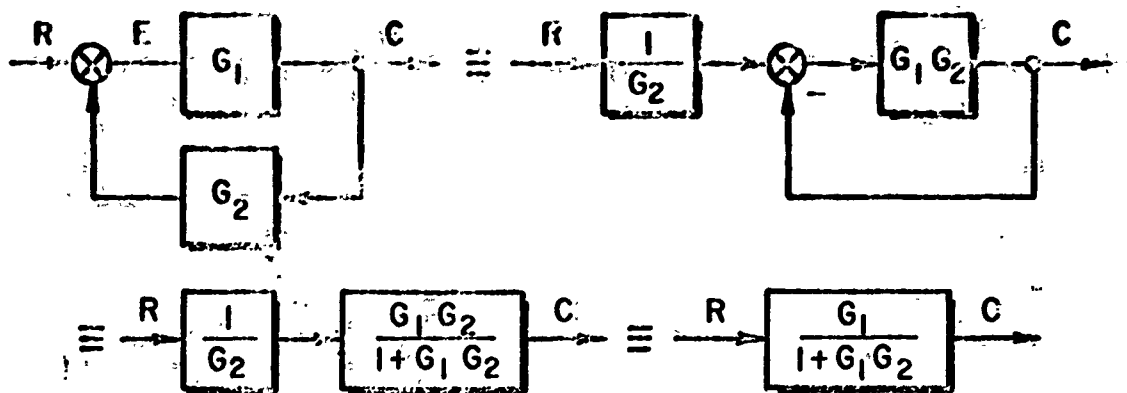 R E G₁ C ≡ R 1/G₂ − G₁ G₂ C
G₂
≡ R 1/G₂ G₁ G₂/1 + G₁ G₂ C ≡ R G₁/1 + G₁ G₂ C